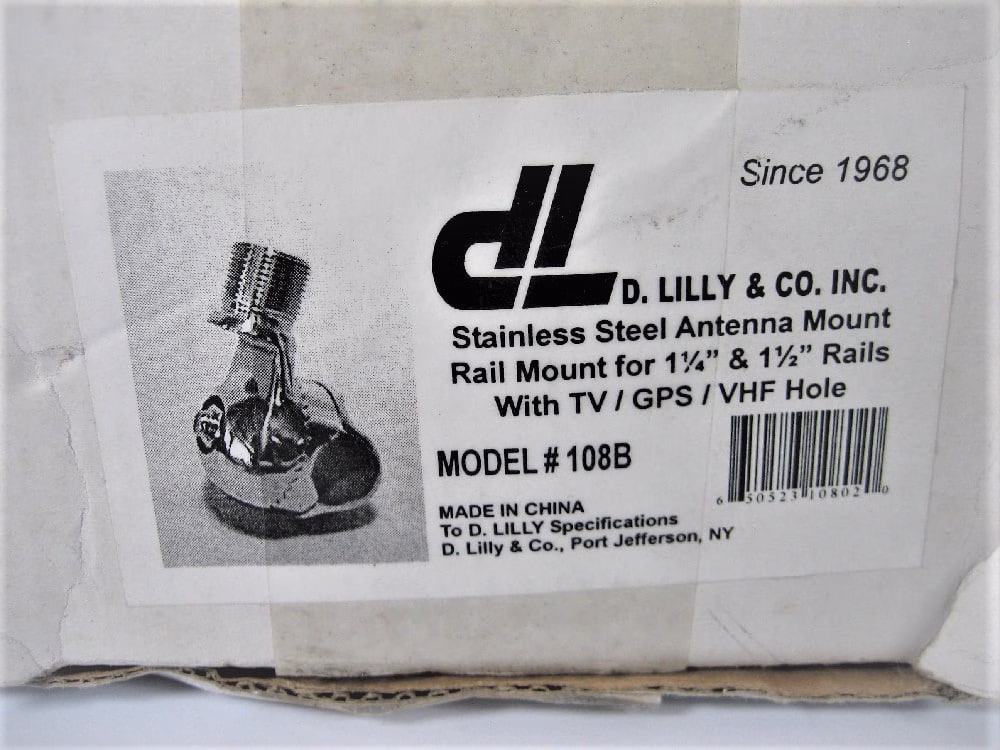 Since 1968
dL D. LILLY & CO. INC.
Stainless Steel Antenna Mount
Rail Mount for 1¼” & 1½” Rails
With TV / GPS / VHF Hole
MODEL # 108B
6 50523 10802 0
MADE IN CHINA
To D. LILLY Specifications
D. Lilly & Co., Port Jefferson, NY